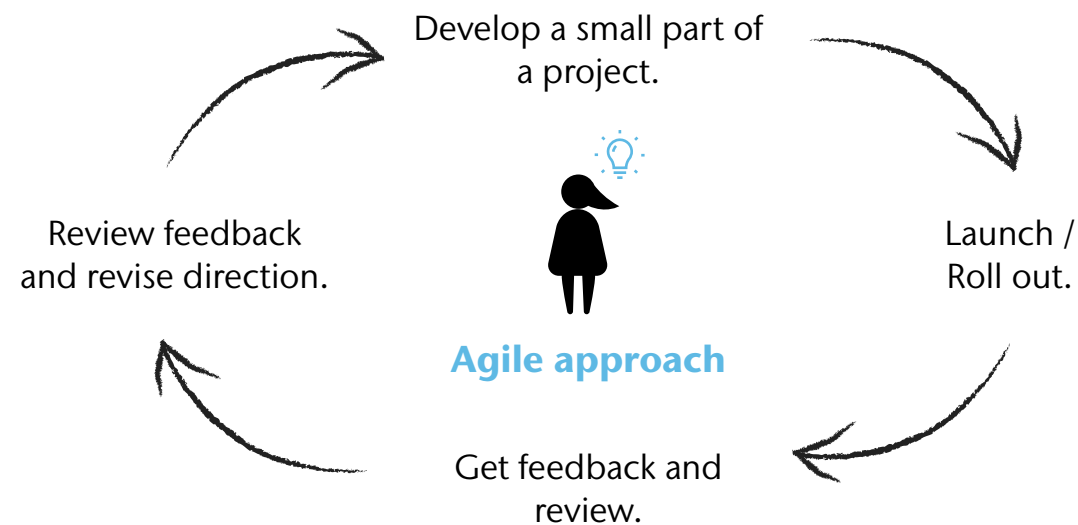 Develop a small part of
a project.
Launch /
Roll out.
Get feedback and
review.
Review feedback
and revise direction.
Agile approach